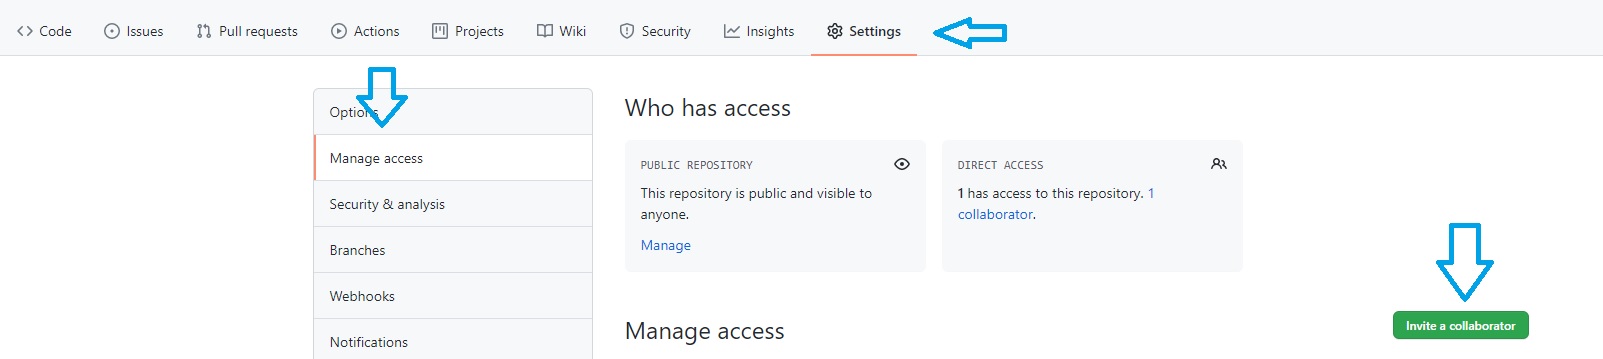 Code Issues Pull requests Actions Projects Wiki Security Insights Settings
Options
Manage access
Security & analysis
Branches
Webhooks
Notifications
Who has access
PUBLIC REPOSITORY
This repository is public and visible to
anyone.
Manage
DIRECT ACCESS
1 has access to this repository. 1
collaborator.
Manage access
Invite a collaborator